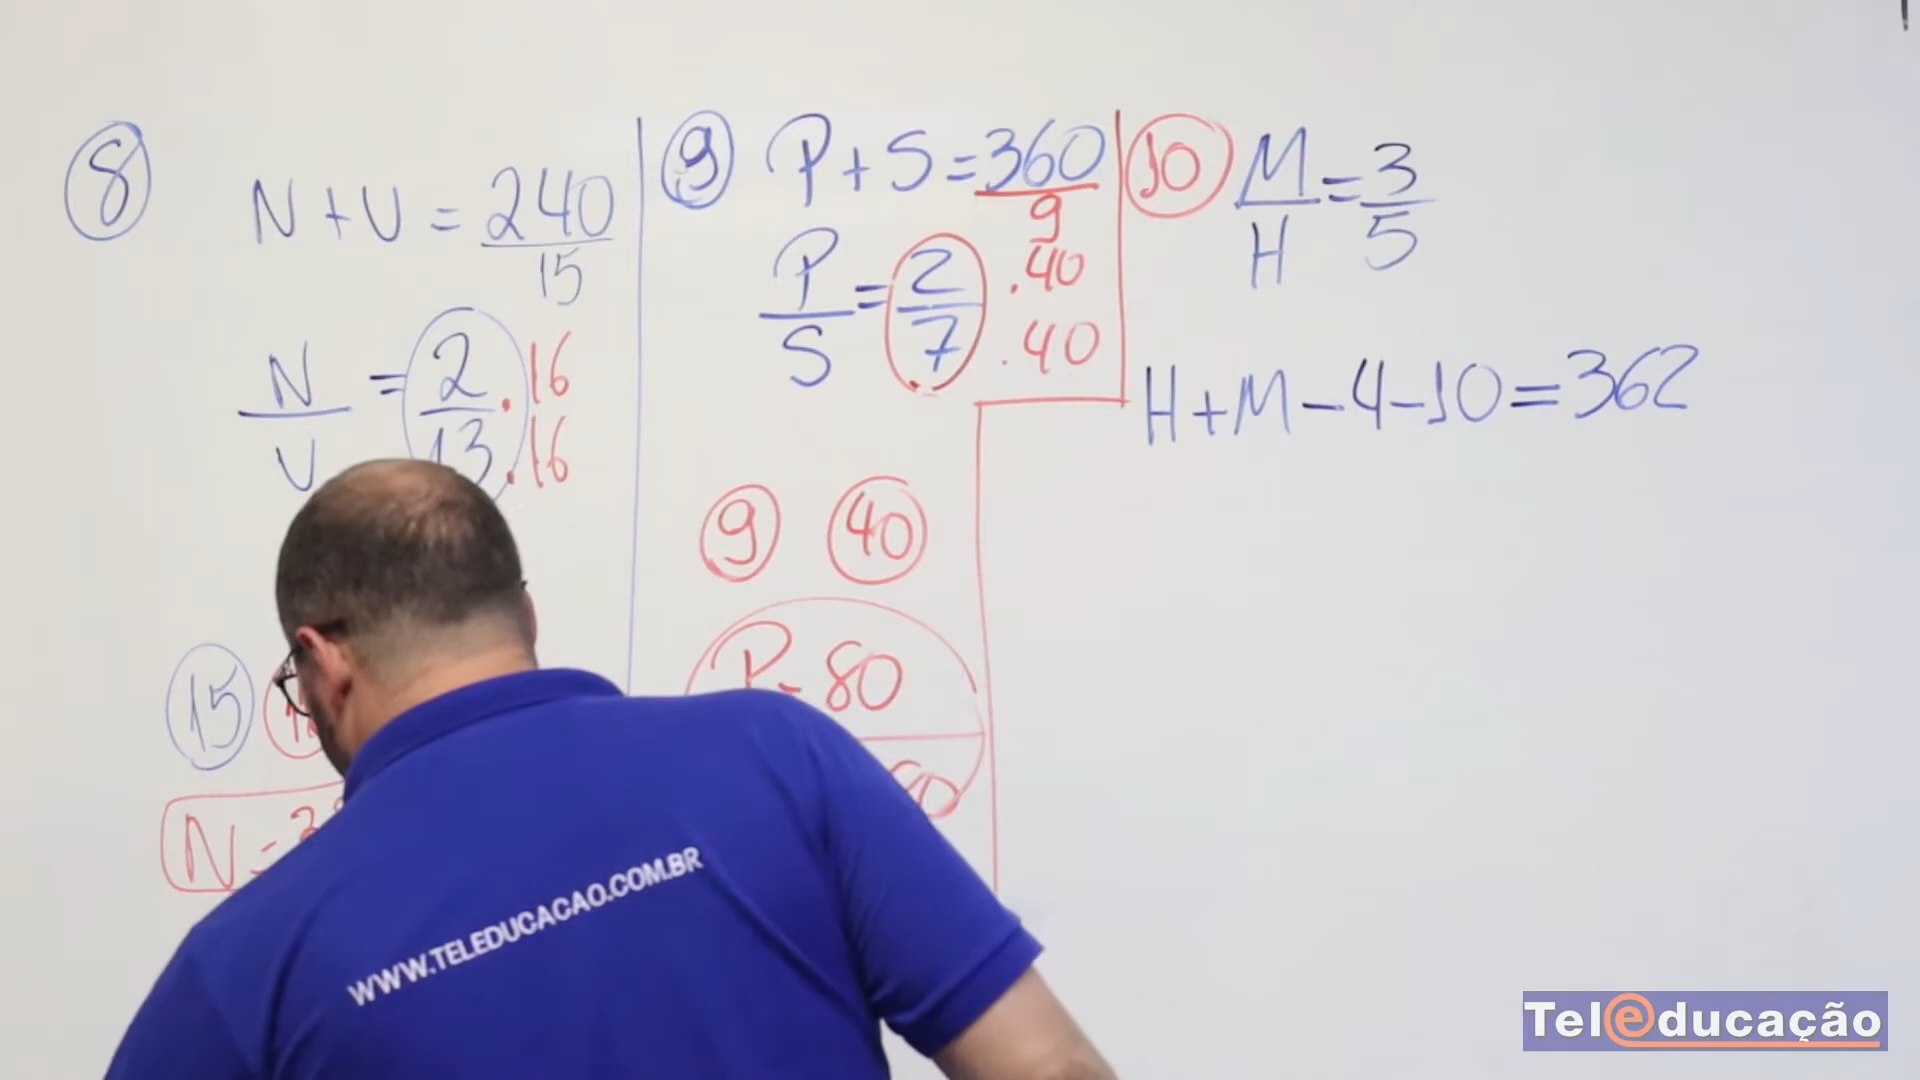 8
N + V = 240
15
N = 2 . 16
V 13 . 16
15
N =
9 P + S = 360
9
P = 2 . 40
S 7 . 40
9 40
P = 80
10 M = 3
H 5
H + M - 4 - 10 = 362
WWW.TELEDUCACAO.COM.BR
Teleducação